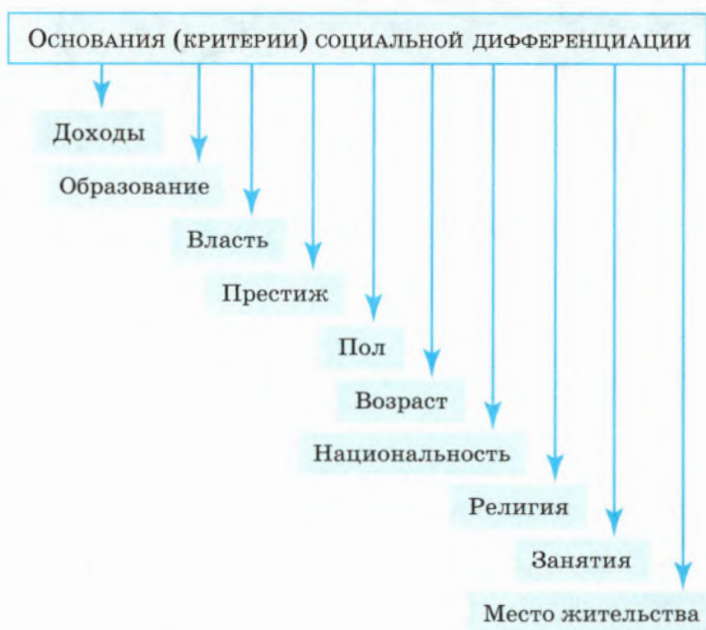 Основания (критерии) социальной дифференциации
Доходы
Образование
Власть
Престиж
Пол
Возраст
Национальность
Религия
Занятия
Место жительства